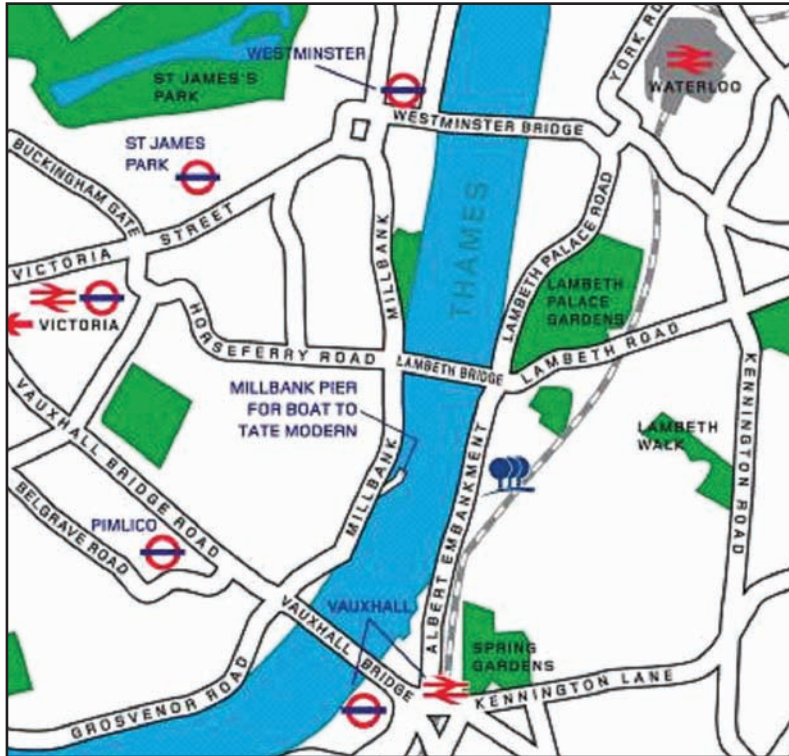 WESTMINSTER
ST JAMES'S
PARK
YORK RO
WATERLOO
WESTMINSTER BRIDGE
ST JAMES
PARK
BUCKINGHAM GATE
VICTORIA STREET
MILLBANK
THAMES
LAMBETH PALACE ROAD
LAMBETH
PALACE
GARDENS
VICTORIA
HORSEFERRY ROAD
LAMBETH BRIDGE
LAMBETH ROAD
MILLBANK PIER
FOR BOAT TO
TATE MODERN
KENNINGTON ROAD
LAMBETH
WALK
VAUXHALL BRIDGE ROAD
MILLBANK
ALBERT EMBANKMENT
BELGRAVE ROAD
PIMLICO
VAUXHALL
VAUXHALL BRIDGE
SPRING
GARDENS
GROSVENOR ROAD
KENNINGTON LANE